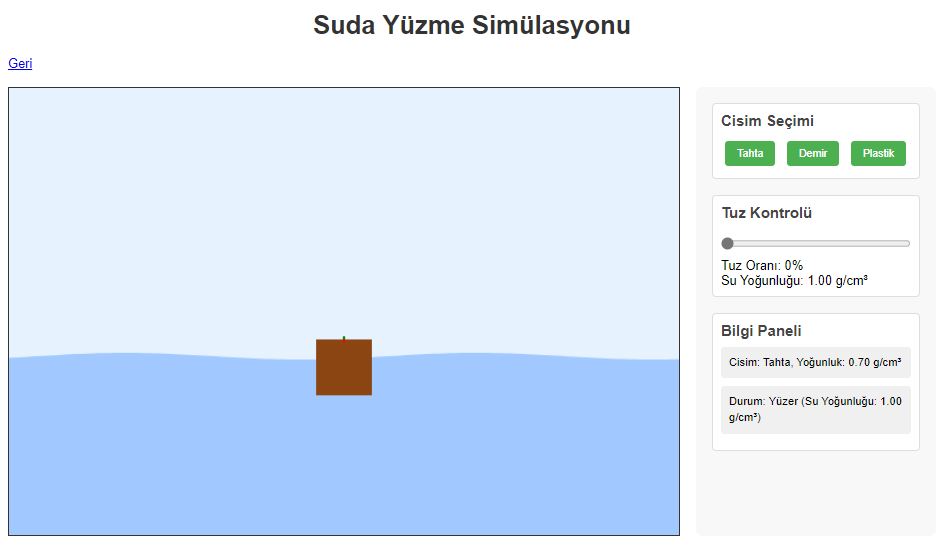 Suda Yüzme Simülasyonu
Geri
Cisim Seçimi
Tahta Demir Plastik
Tuz Kontrolü
Tuz Oranı: 0%
Su Yoğunluğu: 1.00 g/cm³
Bilgi Paneli
Cisim: Tahta, Yoğunluk: 0.70 g/cm³
Durum: Yüzer (Su Yoğunluğu: 1.00
g/cm³)